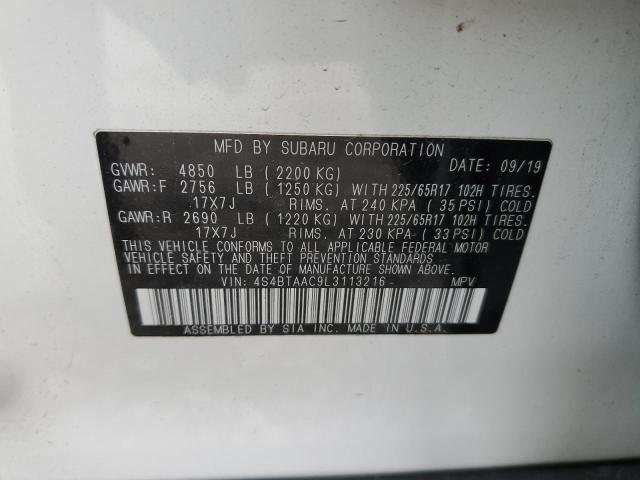 MFD BY SUBARU CORPORATION DATE: 09/19
GVWR: 4850 LB ( 2200 KG)
GAWR:F 2756 LB ( 1250 KG) WITH 225/65R17 102H TIRES.
17X7J RIMS. AT 240 KPA ( 35 PSI) COLD
GAWR:R 2690 LB ( 1220 KG) WITH 225/65R17 102H TIRES.
17X7J RIMS. AT 230 KPA ( 33 PSI) COLD
THIS VEHICLE CONFORMS TO ALL APPLICABLE FEDERAL MOTOR
VEHICLE SAFETY AND THEFT PREVENTION STANDARDS
IN EFFECT ON THE DATE OF MANUFACTURE SHOWN ABOVE.
VIN: 4S4BTAAC9L3113216 MPV
ASSEMBLED BY SIA INC. MADE IN U.S.A.